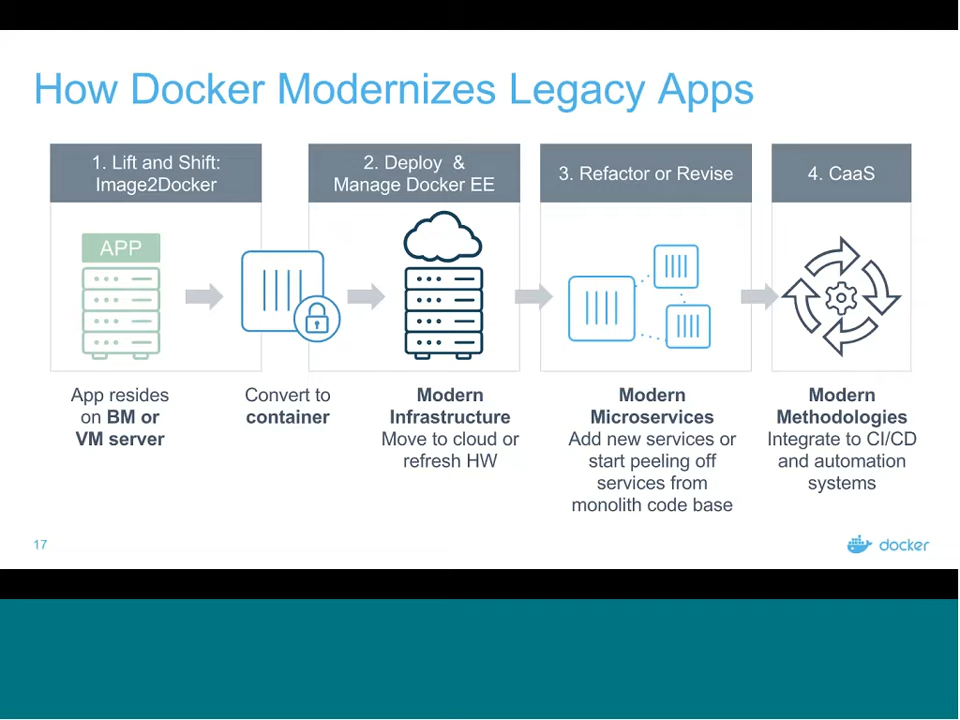 How Docker Modernizes Legacy Apps
1. Lift and Shift:
Image2Docker
2. Deploy &
Manage Docker EE
3. Refactor or Revise
4. CaaS
APP
App resides
on BM or
VM server
Convert to
container
Modern
Infrastructure
Move to cloud or
refresh HW
Modern
Microservices
Add new services or
start peeling off
services from
monolith code base
Modern
Methodologies
Integrate to CI/CD
and automation
systems
17
docker